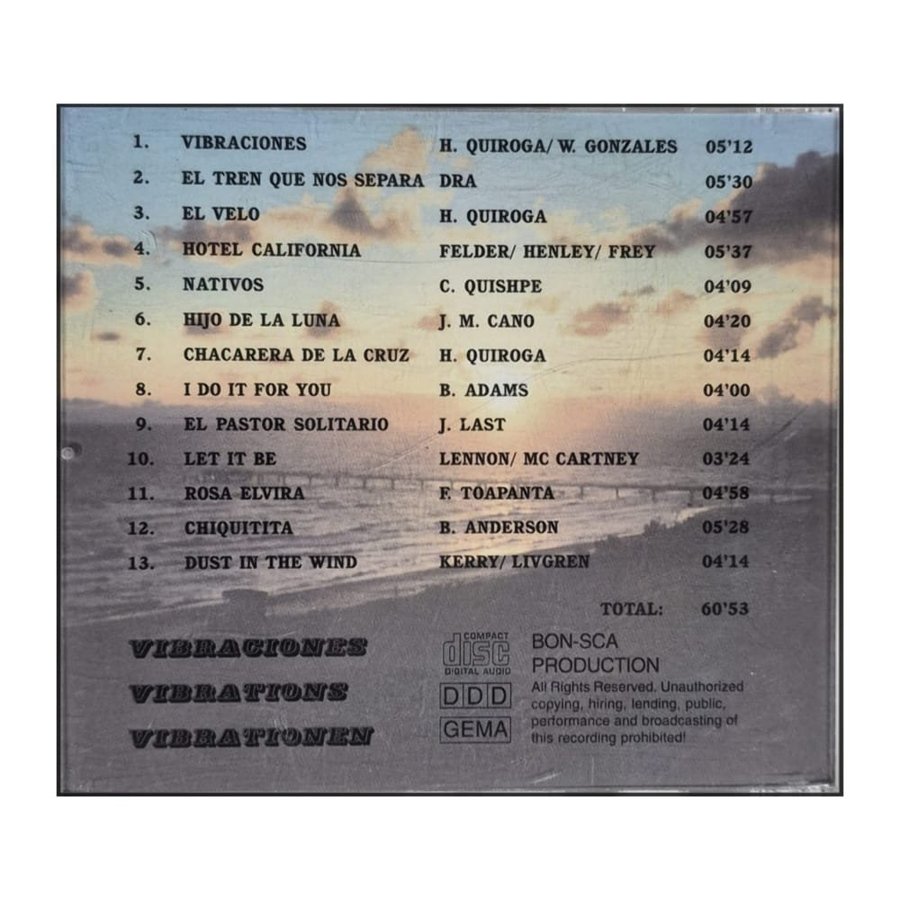 1. VIBRACIONES H. QUIROGA/ W. GONZALES 05'12
2. EL TREN QUE NOS SEPARA DRA 05'30
3. EL VELO H. QUIROGA 04'57
4. HOTEL CALIFORNIA FELDER/ HENLEY/ FREY 05'37
5. NATIVOS C. QUISHPE 04'09
6. HIJO DE LA LUNA J. M. CANO 04'20
7. CHACARERA DE LA CRUZ H. QUIROGA 04'14
8. I DO IT FOR YOU B. ADAMS 04'00
9. EL PASTOR SOLITARIO J. LAST 04'14
10. LET IT BE LENNON/ MC CARTNEY 03'24
11. ROSA ELVIRA F. TOAPANTA 04'58
12. CHIQUITITA B. ANDERSON 05'28
13. DUST IN THE WIND KERRY/ LIVGREN 04'14
TOTAL: 60'53
VIBRACIONES
VIBRATIONS
VIBRATIONEN
COMPACT
disc
DIGITAL AUDIO
DDD
GEMA
BON-SCA
PRODUCTION
All Rights Reserved. Unauthorized
copying, hiring, lending, public,
performance and broadcasting of
this recording prohibited!